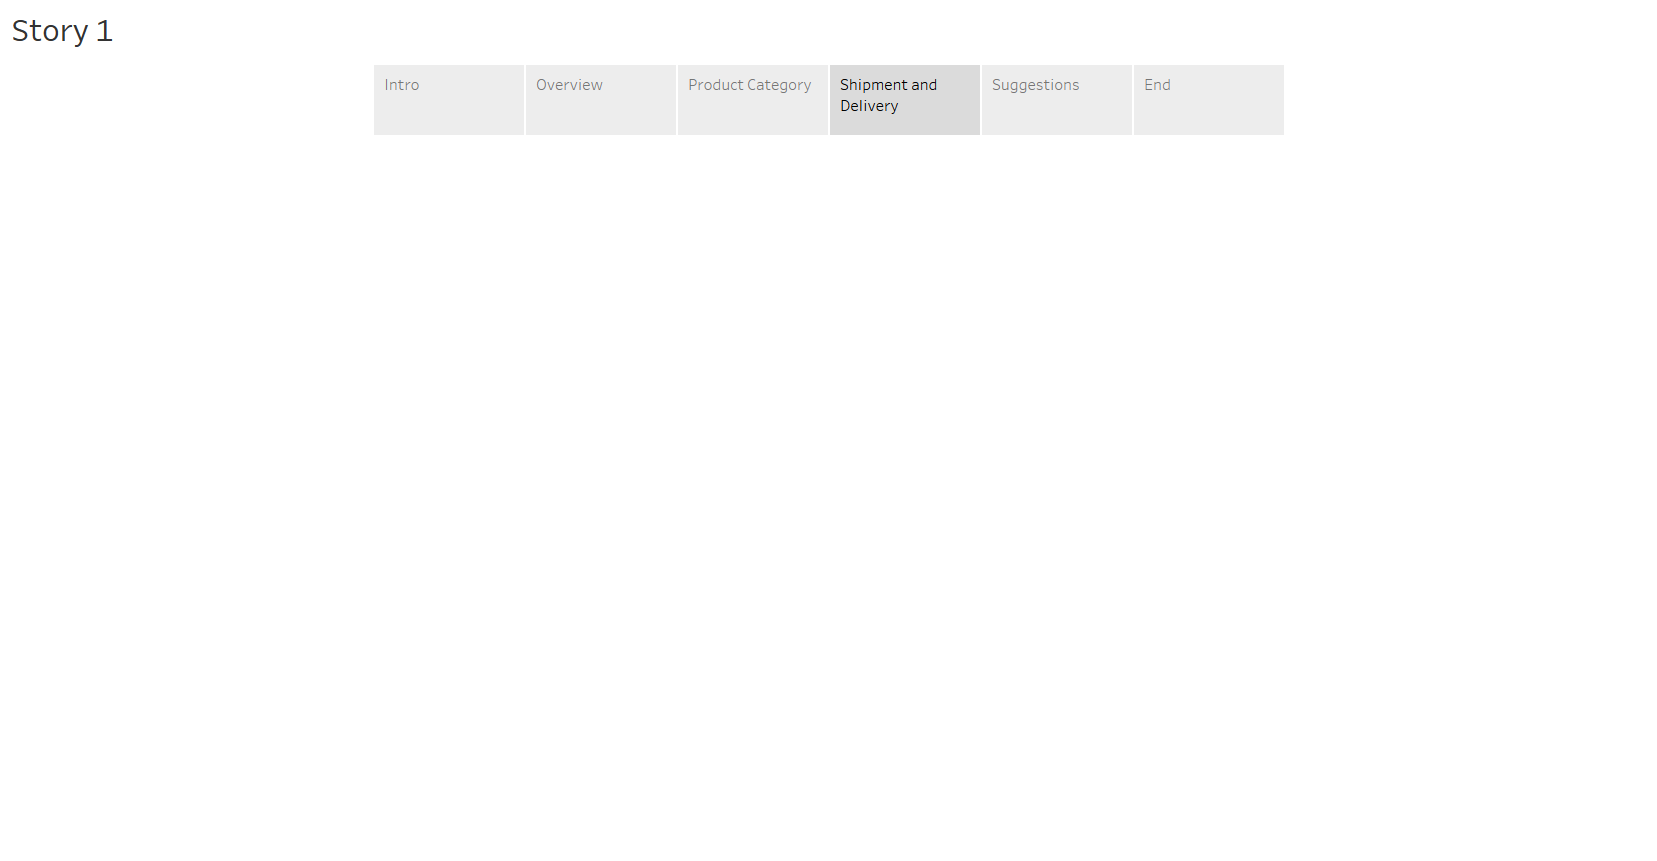 Story 1
Intro
Overview
Product Category
Shipment and
Delivery
Suggestions
End